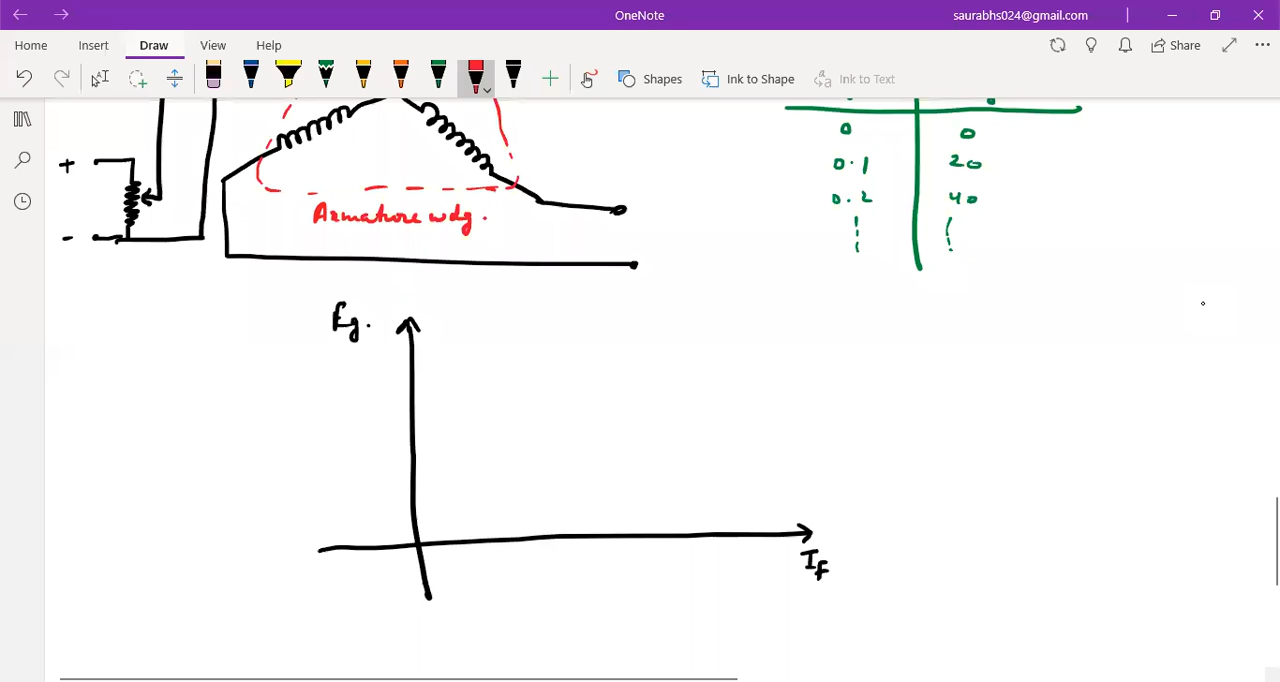 OneNote
saurabhs024@gmail.com
Home Insert Draw View Help
Share
Shapes
Ink to Shape
Ink to Text
+
-
Armature wdg.
0 0
0.1 20
0.2 40
Eg.
If